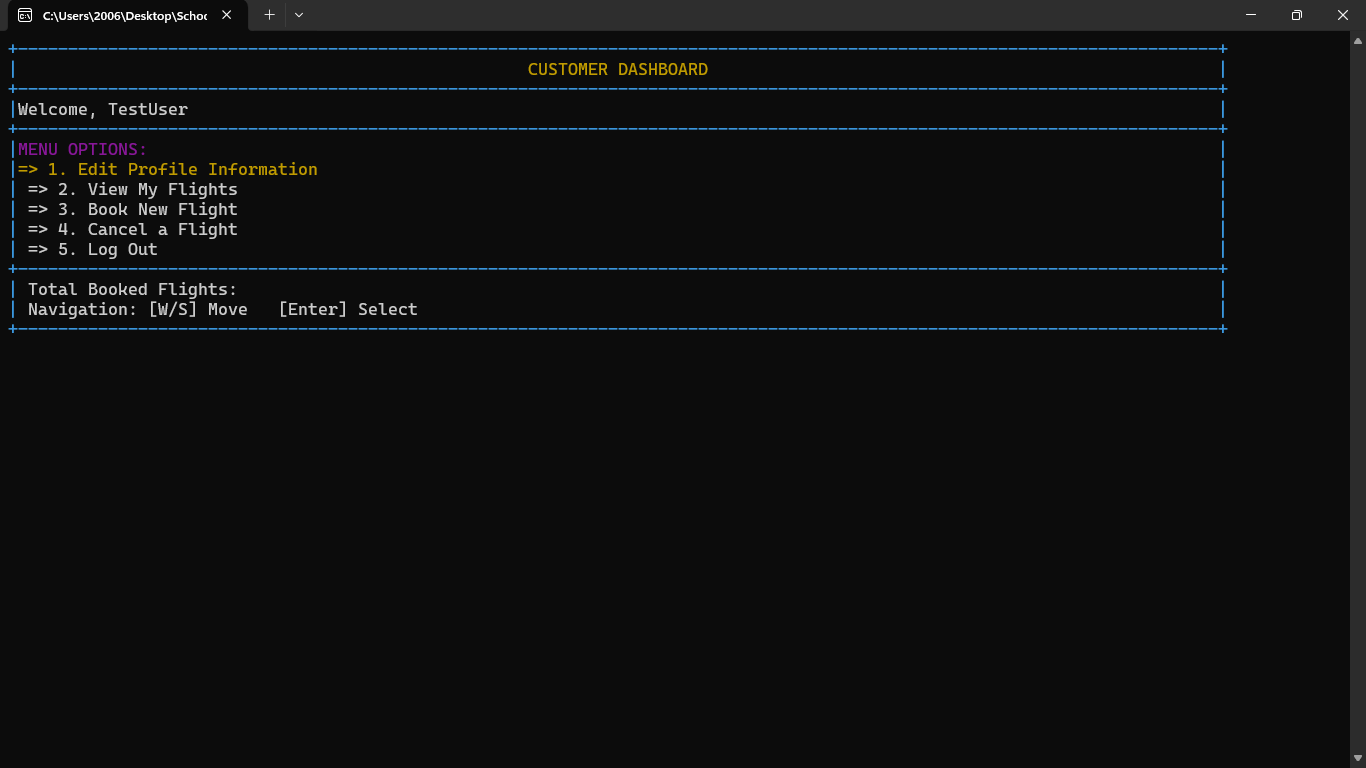 C:\Users\2006\Desktop\Schoc
CUSTOMER DASHBOARD
Welcome, TestUser
MENU OPTIONS:
=> 1. Edit Profile Information
=> 2. View My Flights
=> 3. Book New Flight
=> 4. Cancel a Flight
=> 5. Log Out
Total Booked Flights:
Navigation: [W/S] Move   [Enter] Select